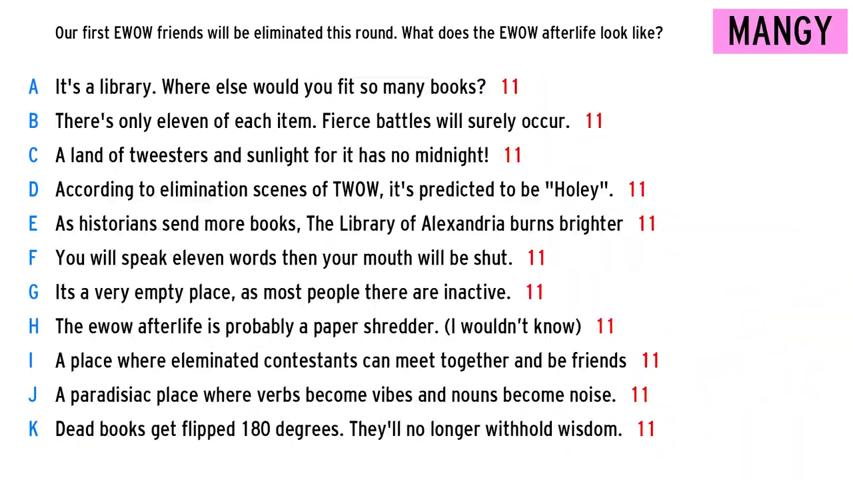 Our first EWOW friends will be eliminated this round. What does the EWOW afterlife look like?
MANGY
A It's a library. Where else would you fit so many books? 11
B There's only eleven of each item. Fierce battles will surely occur. 11
C A land of tweesters and sunlight for it has no midnight! 11
D According to elimination scenes of TWOW, it's predicted to be "Holey". 11
E As historians send more books, The Library of Alexandria burns brighter 11
F You will speak eleven words then your mouth will be shut. 11
G Its a very empty place, as most people there are inactive. 11
H The ewow afterlife is probably a paper shredder. (I wouldn't know) 11
I A place where eleminated contestants can meet together and be friends 11
J A paradisiac place where verbs become vibes and nouns become noise. 11
K Dead books get flipped 180 degrees. They'll no longer withhold wisdom. 11